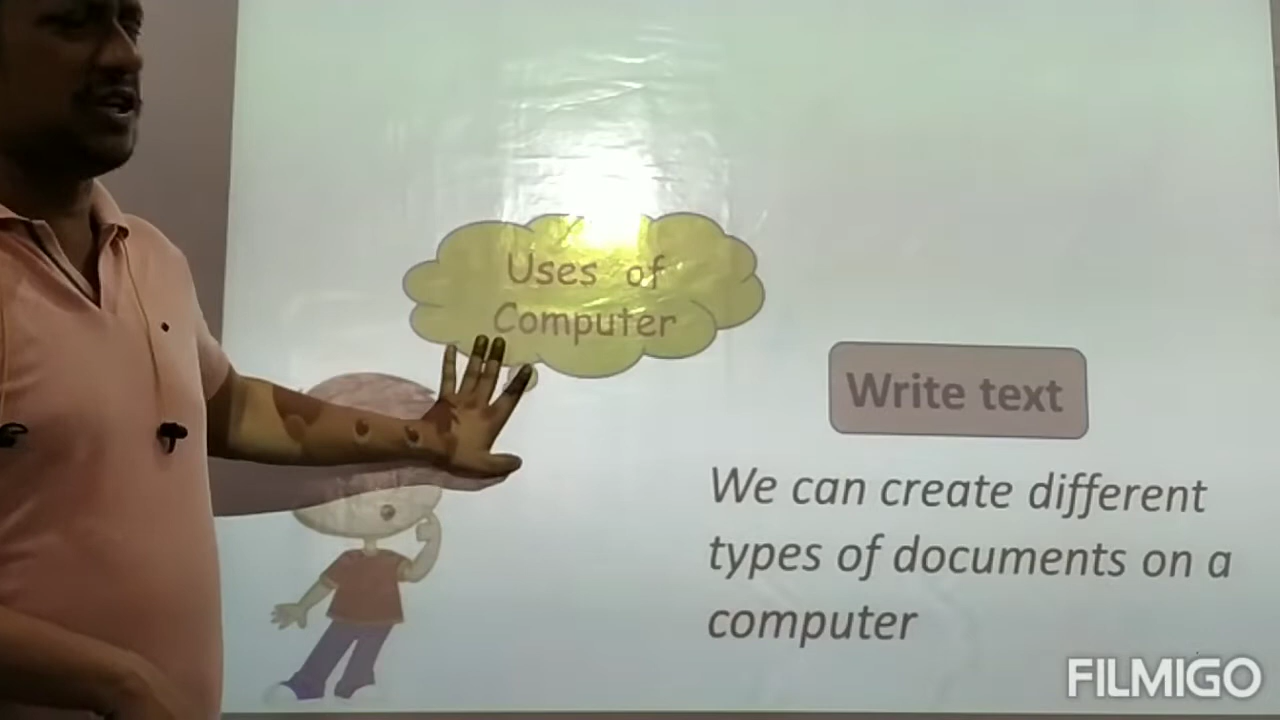 Uses of
Computer
Write text
We can create different
types of documents on a
computer
FILMIGO